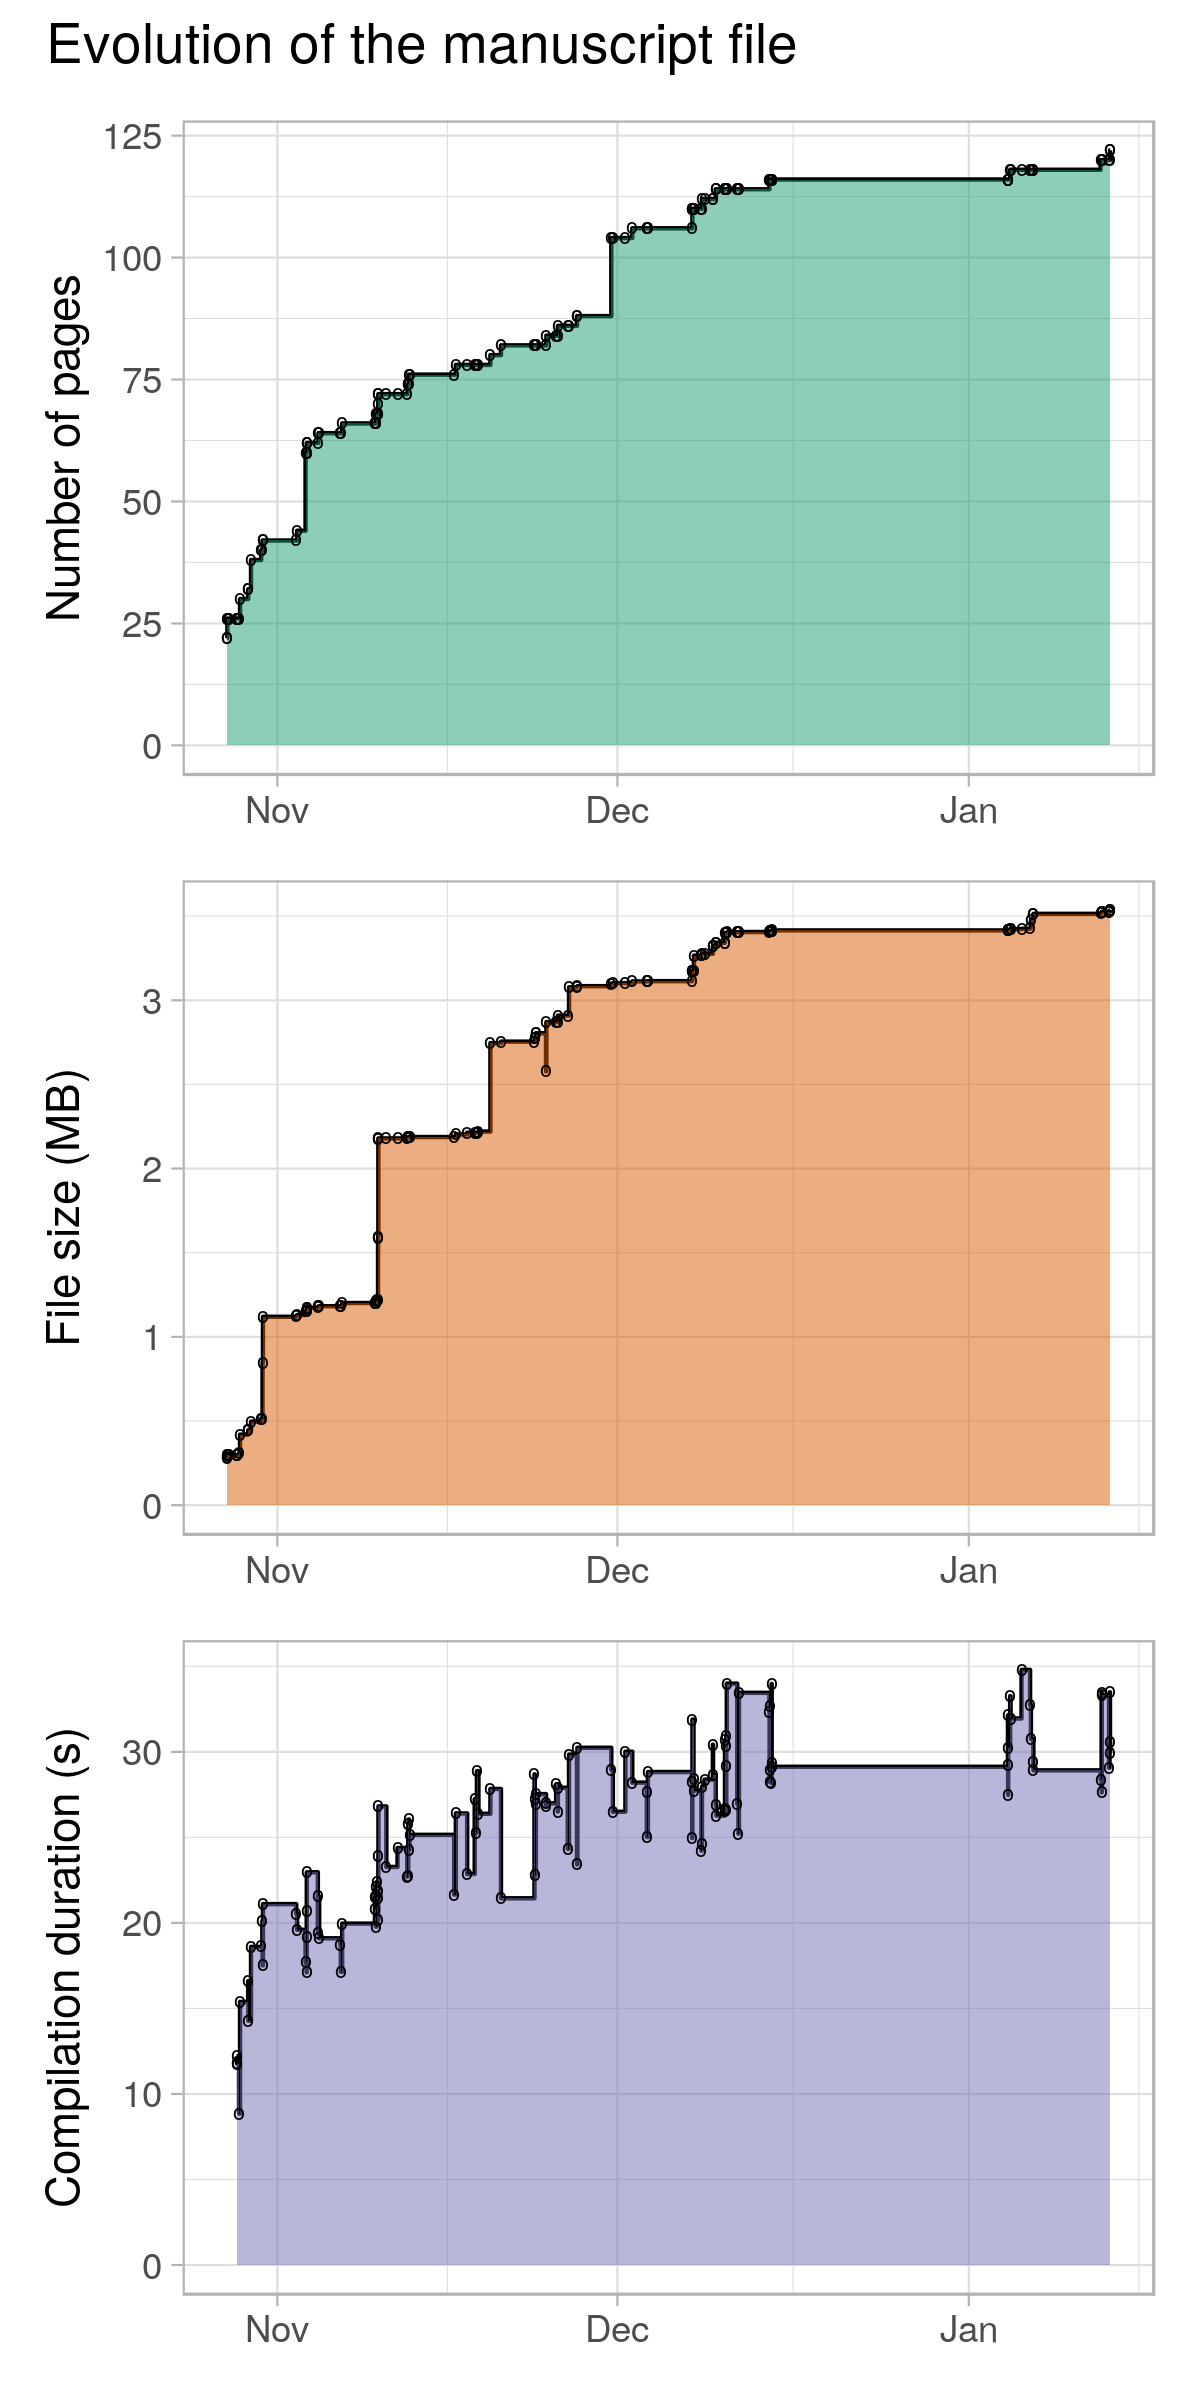 Evolution of the manuscript file
Number of pages
125
100
75
50
25
0
Nov Dec Jan
File size (MB)
3
2
1
0
Nov Dec Jan
Compilation duration (s)
30
20
10
0
Nov Dec Jan